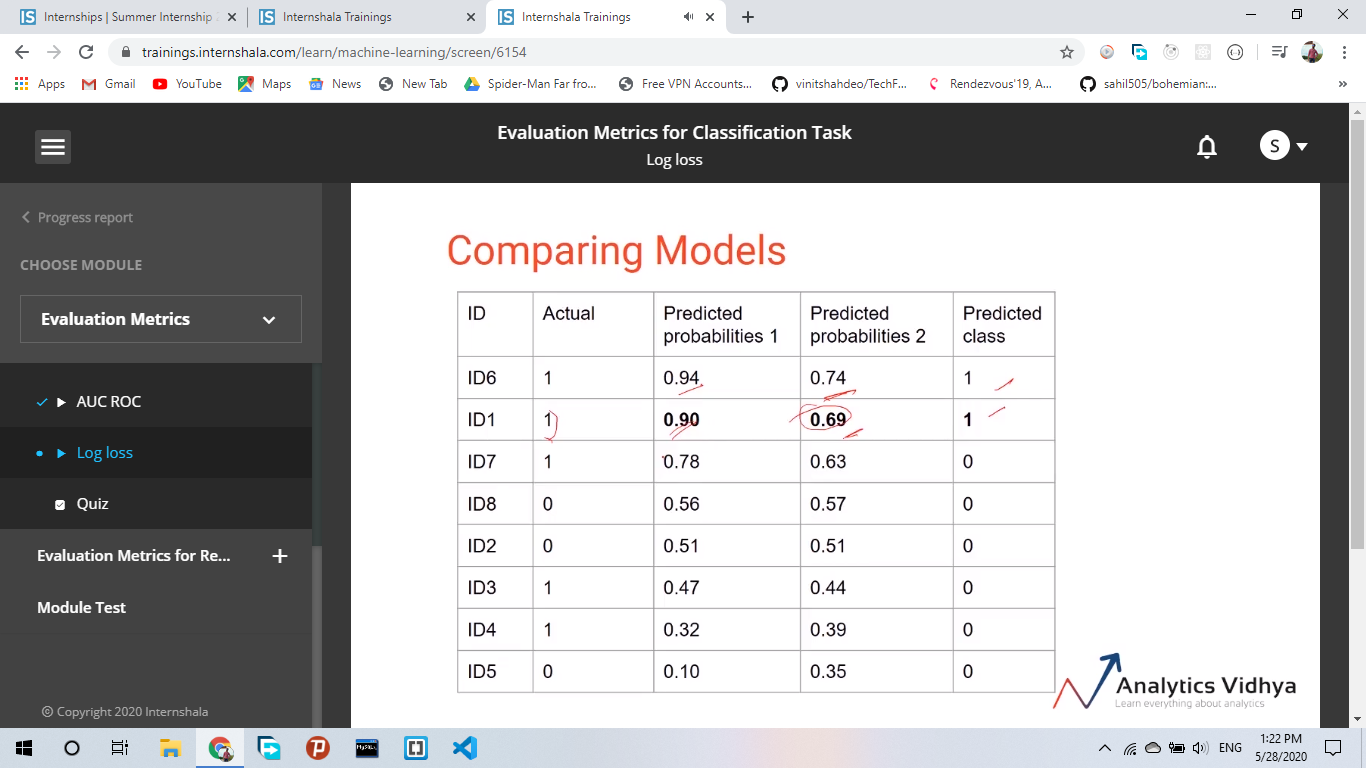 Internships | Summer Internship
Internshala Trainings
Internshala Trainings
trainings.internshala.com/learn/machine-learning/screen/6154
Apps
Gmail
YouTube
Maps
News
New Tab
Spider-Man Far fro...
Free VPN Accounts...
vinitshahdeo/TechF...
Rendezvous'19, A...
sahil505/bohemian:...
»
Evaluation Metrics for Classification Task
Log loss
S
Progress report
CHOOSE MODULE
Evaluation Metrics
AUC ROC
Log loss
Quiz
Evaluation Metrics for Re... +
Module Test
© Copyright 2020 Internshala
Comparing Models
ID Actual Predicted probabilities 1 Predicted probabilities 2 Predicted class
ID6 1 0.94 0.74 1
ID1 1 0.90 0.69 1
ID7 1 0.78 0.63 0
ID8 0 0.56 0.57 0
ID2 0 0.51 0.51 0
ID3 1 0.47 0.44 0
ID4 1 0.32 0.39 0
ID5 0 0.10 0.35 0
Analytics Vidhya
Learn everything about analytics
ENG
1:22 PM
5/28/2020